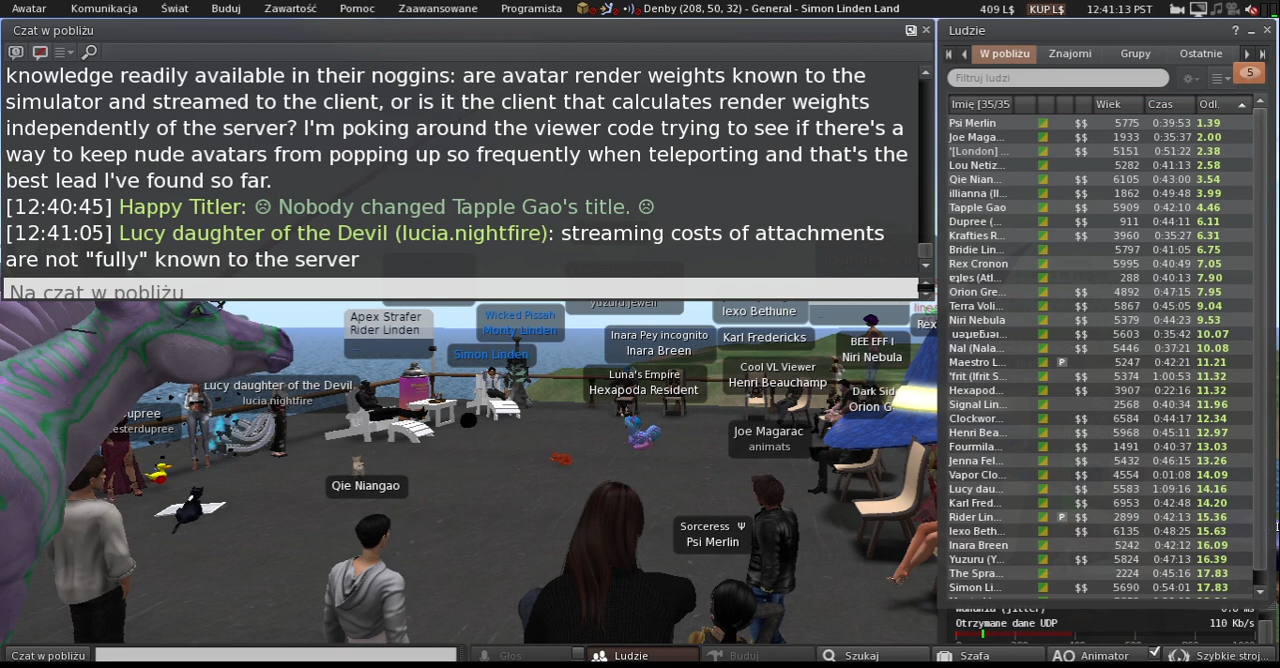 Awatar Komunikacja Świat Buduj Zawartość Pomoc Zaawansowane Programista Denby (208, 50, 32) - General - Simon Linden Land 409 L$ KUP L$ 12:41:13 PST
Czat w pobliżu
knowledge readily available in their noggins: are avatar render weights known to the
simulator and streamed to the client, or is it the client that calculates render weights
independently of the server? I'm poking around the viewer code trying to see if there's a
way to keep nude avatars from popping up so frequently when teleporting and that's the
best lead I've found so far.
[12:40:45] Happy Titler: ☹ Nobody changed Tapple Gao's title. ☹
[12:41:05] Lucy daughter of the Devil (lucia.nightfire): streaming costs of attachments
are not "fully" known to the server
Na czat w pobliżu
Apex Strafer
Rider Linden
Wicked Pissah
Monty Linden
Simon Linden
yuzuru.jewell
Iexo Bethune
Inara Pey incognito
Inara Breen
Karl Fredericks
BEE EFF I
Niri Nebula
Luna's Empire
Hexapoda Resident
Cool VL Viewer
Henri Beauchamp
Dark Sid
Orion G
Lucy daughter of the Devil.
lucia.nightfire
upree
esterdupree
Joe Magarac
animats
Qie Niangao
Sorceress Ψ
Psi Merlin
Rex
Ludzie
W pobliżu Znajomi Grupy Ostatnie
Filtruj ludzi
5
Imię [35/35 Wiek Czas Odl.
Psi Merlin $$ 5775 0:39:53 1.39
Joe Maga... $$ 1933 0:35:37 2.00
'[London] ... $$ 5151 0:51:22 2.38
Lou Netiz... 5282 0:41:13 2.58
Qie Nian... $$ 6105 0:43:00 3.54
illianna (Il... $$ 1862 0:49:48 3.99
Tapple Gao $$ 5909 0:42:10 4.46
Dupree (... $$ 911 0:44:11 6.11
Krafties R... $$ 3960 0:35:27 6.31
Bridie Lin... 5797 0:41:05 6.75
Rex Cronon 5995 0:40:49 7.05
(Atl... 288 0:40:13 7.90
Orion Gre... $$ 4892 0:47:15 7.95
Terra Voli... $$ 5867 0:45:05 9.04
Niri Nebula $$ 5379 0:44:23 9.53
$$ 5603 0:35:42 10.07
Nal (Nala... $$ 5446 0:37:21 10.08
Maestro L... P 5247 0:42:21 11.21
'frit (Ifrit S... $$ 5374 1:00:53 11.32
Hexapod... $$ 3907 0:22:16 11.32
Signal Lin... 2568 0:40:34 11.96
Clockwor... $$ 6584 0:44:17 12.34
Henri Bea... $$ 5968 0:45:11 12.97
Fourmila... $$ 1491 0:40:37 13.03
Jenna Fel... $$ 5432 0:46:15 13.26
Vapor Clo... $$ 4554 0:01:08 14.09
Lucy dau... $$ 5583 1:09:16 14.16
Karl Fred... $$ 6953 0:42:48 14.20
Rider Lin... P $$ 2899 0:42:13 15.36
Iexo Beth... $$ 6135 0:48:25 15.63
Inara Breen 5242 0:42:12 16.09
Yuzuru (Y... $$ 5824 0:47:13 16.39
The Spra... 2224 0:45:16 17.83
Simon Li... $$ 5690 0:54:01 17.83
Otrzymane dane UDP 110 Kb/s
Czat w pobliżu Głos Ludzie Buduj Szukaj Szafa AO Animator Szybkie stroj...